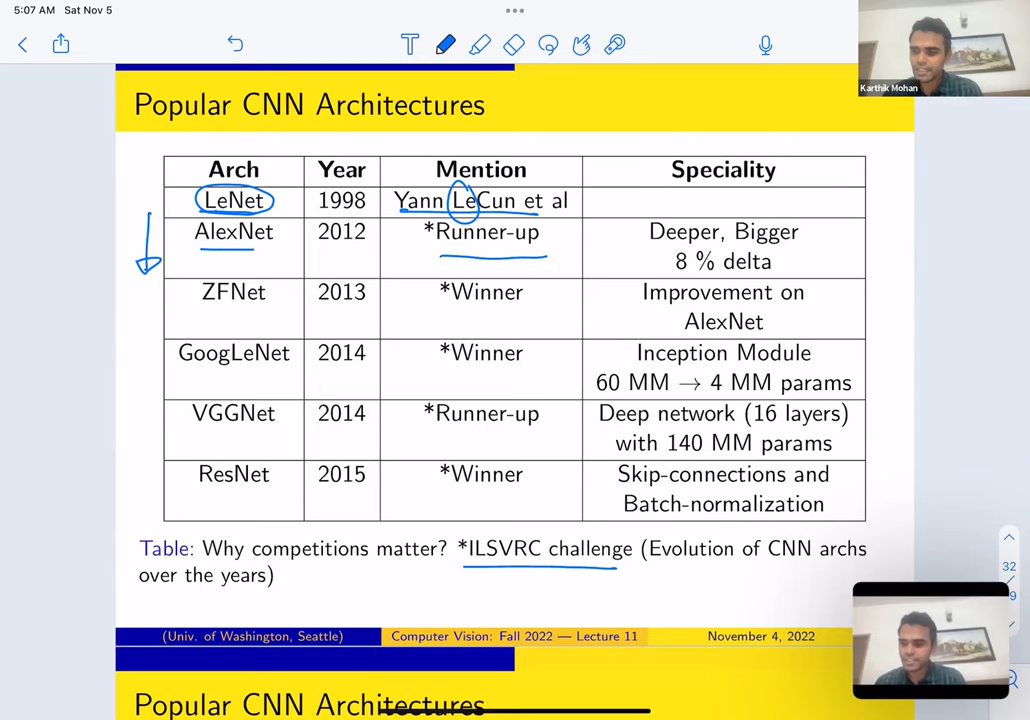 5:07 AM Sat Nov 5
Karthik Mohan
Popular CNN Architectures
Arch Year Mention Speciality
LeNet 1998 Yann LeCun et al
AlexNet 2012 *Runner-up Deeper, Bigger
8 % delta
ZFNet 2013 *Winner Improvement on
AlexNet
GoogLeNet 2014 *Winner Inception Module
60 MM → 4 MM params
VGGNet 2014 *Runner-up Deep network (16 layers)
with 140 MM params
ResNet 2015 *Winner Skip-connections and
Batch-normalization
Table: Why competitions matter? *ILSVRC challenge (Evolution of CNN archs
over the years)
32
(Univ. of Washington, Seattle) Computer Vision: Fall 2022 — Lecture 11 November 4, 2022
Popular CNN Architectures